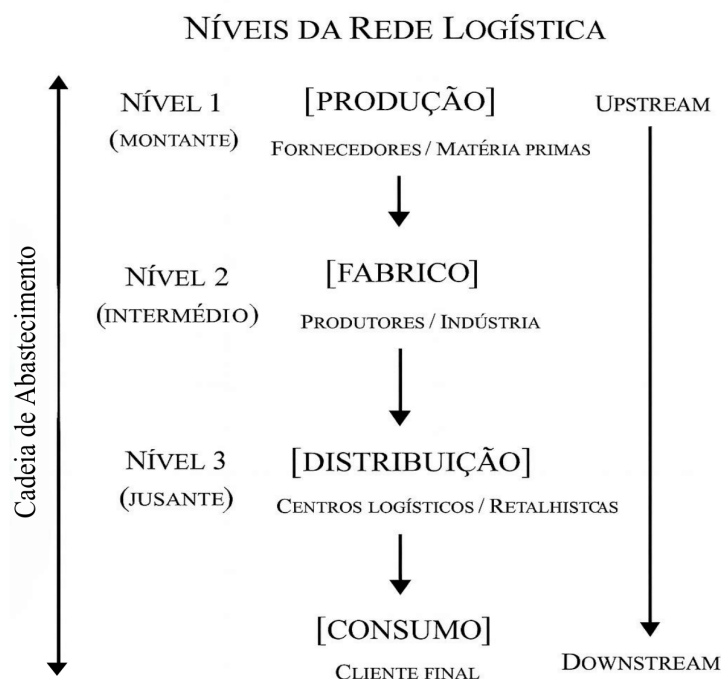 NÍVEIS DA REDE LOGÍSTICA
NÍVEL 1
(MONTANTE)
[PRODUÇÃO]
FORNECEDORES / MATÉRIA PRIMAS
UPSTREAM
NÍVEL 2
(INTERMÉDIO)
[FABRICO]
PRODUTORES / INDÚSTRIA
Cadeia de Abastecimento
NÍVEL 3
(JUSANTE)
[DISTRIBUIÇÃO]
CENTROS LOGÍSTICOS / RETALHISTCAS
[CONSUMO]
CLIENTE FINAL
DOWNSTREAM